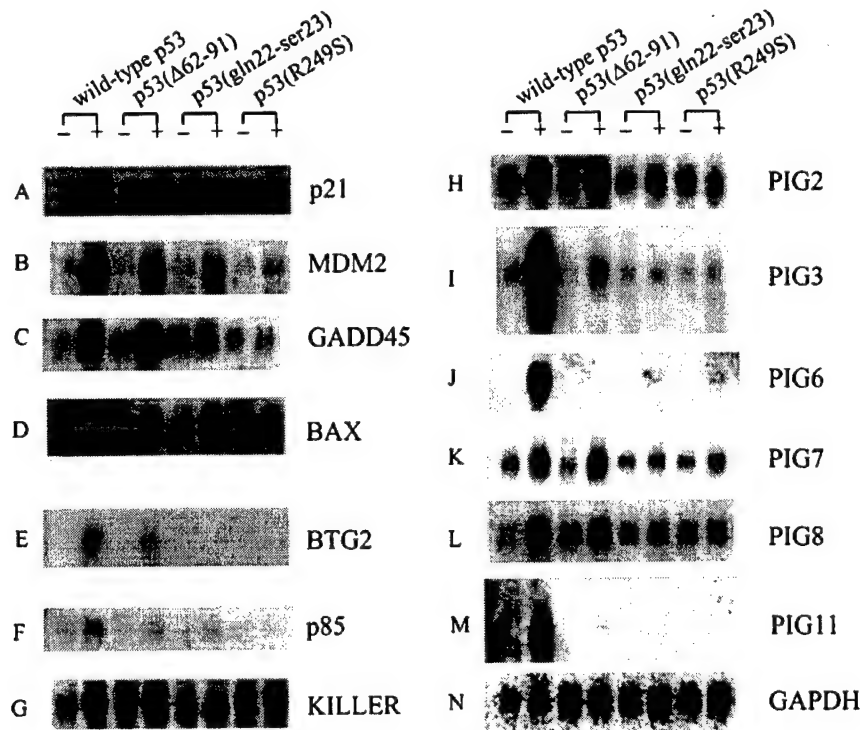 wild-type p53
p53(Δ62-91)
p53(gln22-ser23)
p53(R249S)
− + − + − + − +
A p21
B MDM2
C GADD45
D BAX
E BTG2
F p85
G KILLER
wild-type p53
p53(Δ62-91)
p53(gln22-ser23)
p53(R249S)
− + − + − + − +
H PIG2
I PIG3
J PIG6
K PIG7
L PIG8
M PIG11
N GAPDH